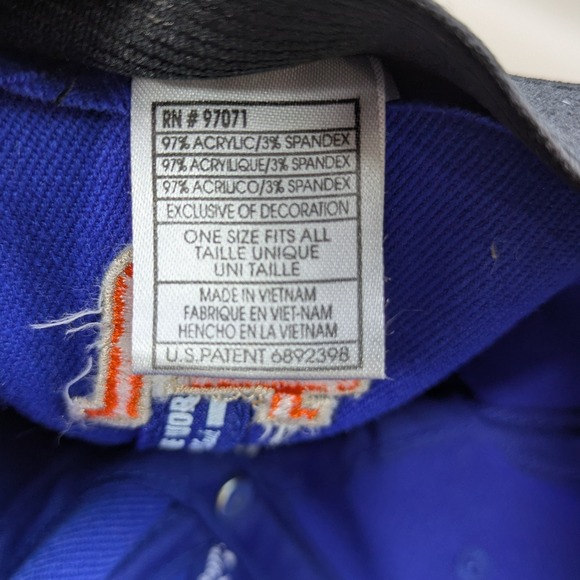 RN # 97071
97% ACRYLIC/3% SPANDEX
97% ACRYILIQUE/3% SPANDEX
97% ACRILICO/3% SPANDEX
EXCLUSIVE OF DECORATION
ONE SIZE FITS ALL
TAILLE UNIQUE
UNI TAILLE
MADE IN VIETNAM
FABRIQUE EN VIET-NAM
HENCHO EN LA VIETNAM
U.S.PATENT 6892398